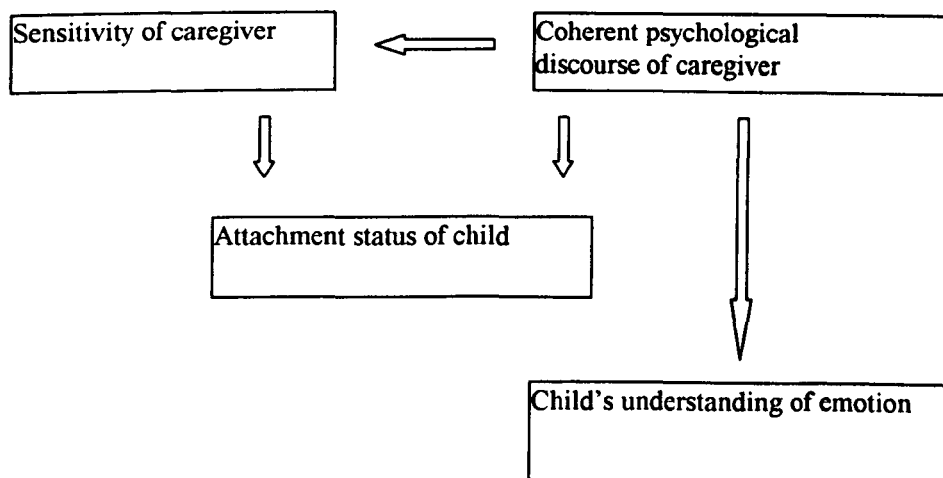 Sensitivity of caregiver
Coherent psychological
discourse of caregiver
Attachment status of child
Child's understanding of emotion